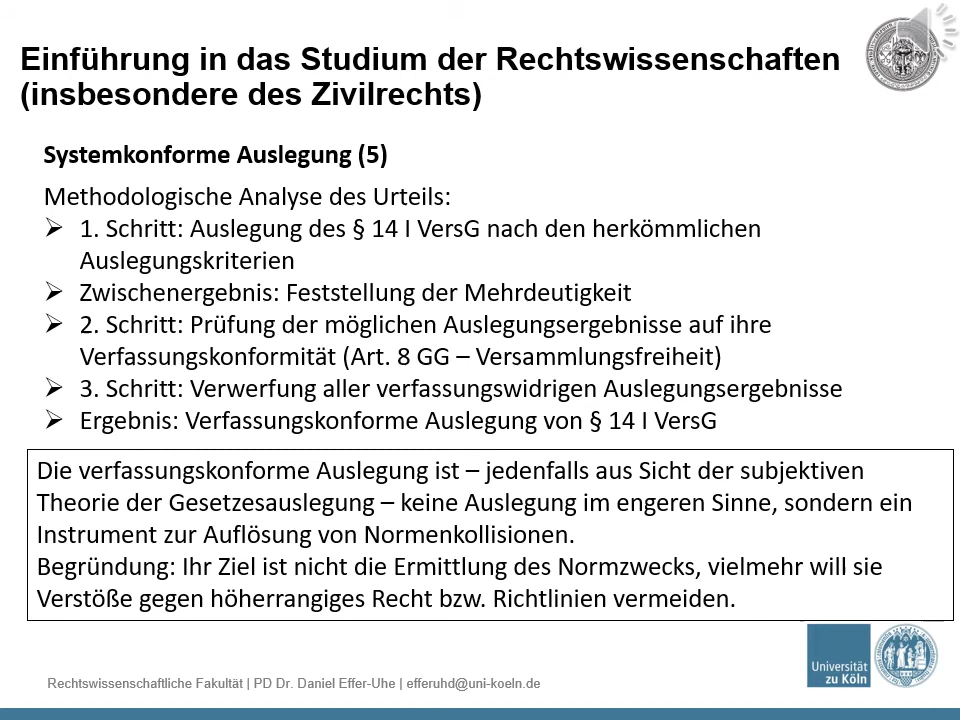 Einführung in das Studium der Rechtswissenschaften
(insbesondere des Zivilrechts)
Systemkonforme Auslegung (5)
Methodologische Analyse des Urteils:
➢ 1. Schritt: Auslegung des § 14 I VersG nach den herkömmlichen
Auslegungskriterien
➢ Zwischenergebnis: Feststellung der Mehrdeutigkeit
➢ 2. Schritt: Prüfung der möglichen Auslegungsergebnisse auf ihre
Verfassungskonformität (Art. 8 GG – Versammlungsfreiheit)
➢ 3. Schritt: Verwerfung aller verfassungswidrigen Auslegungsergebnisse
➢ Ergebnis: Verfassungskonforme Auslegung von § 14 I VersG
Die verfassungskonforme Auslegung ist – jedenfalls aus Sicht der subjektiven
Theorie der Gesetzesauslegung – keine Auslegung im engeren Sinne, sondern ein
Instrument zur Auflösung von Normenkollisionen.
Begründung: Ihr Ziel ist nicht die Ermittlung des Normzwecks, vielmehr will sie
Verstöße gegen höherrangiges Recht bzw. Richtlinien vermeiden.
Universität
zu Köln
Rechtswissenschaftliche Fakultät | PD Dr. Daniel Effer-Uhe | efferuhd@uni-koeln.de